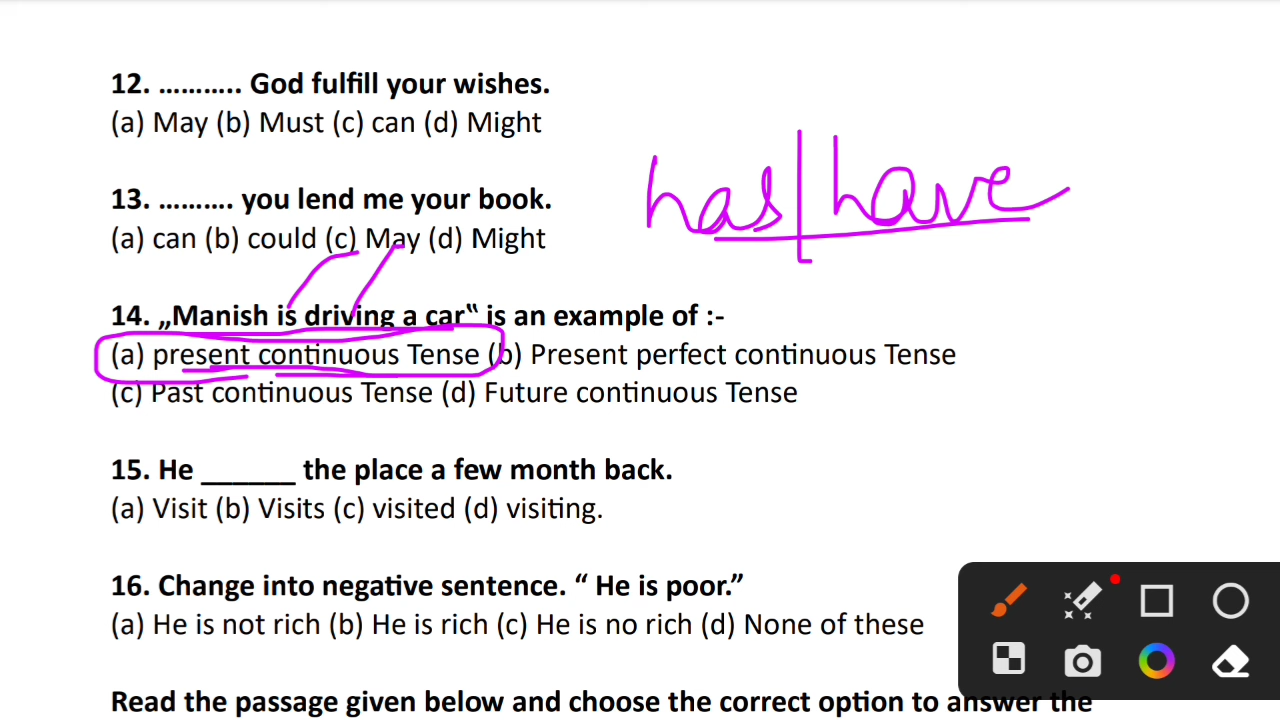 12. ……….. God fulfill your wishes.
(a) May (b) Must (c) can (d) Might
has|have
13. ………. you lend me your book.
(a) can (b) could (c) May (d) Might
14. „Manish is driving a car‟ is an example of :-
(a) present continuous Tense (b) Present perfect continuous Tense
(c) Past continuous Tense (d) Future continuous Tense
15. He ______ the place a few month back.
(a) Visit (b) Visits (c) visited (d) visiting.
16. Change into negative sentence. “ He is poor.”
(a) He is not rich (b) He is rich (c) He is no rich (d) None of these
Read the passage given below and choose the correct option to answer the